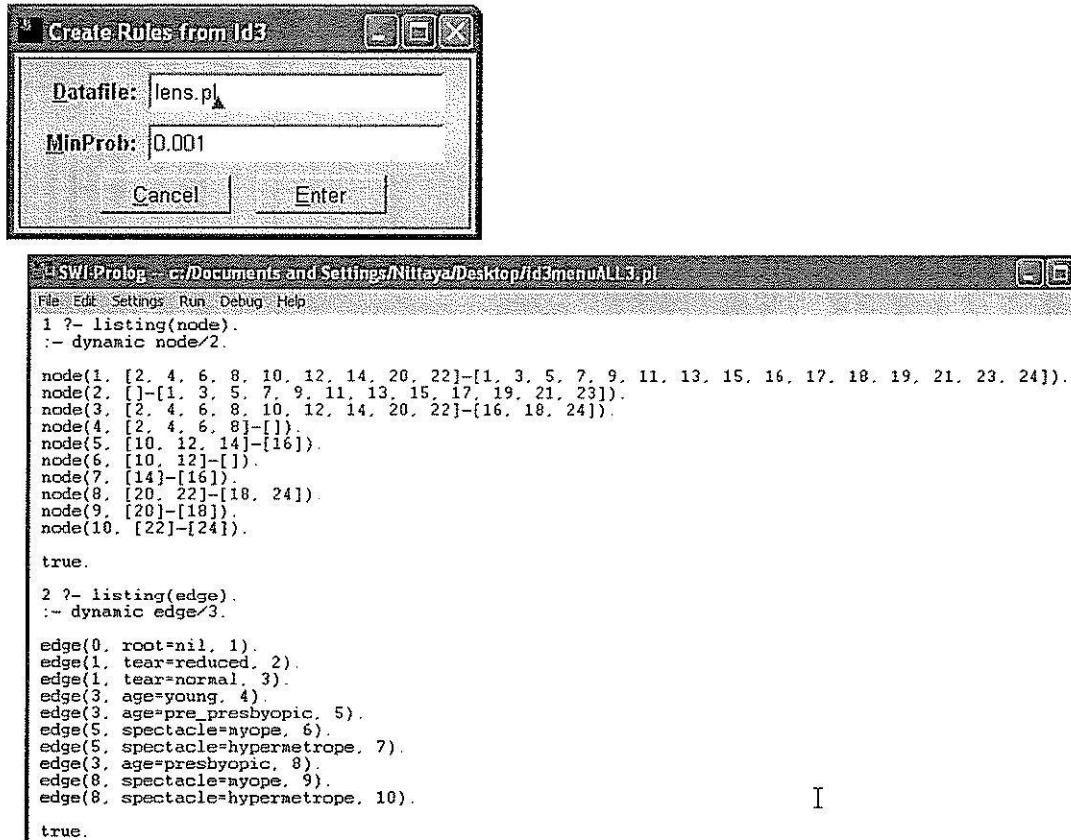 Create Rules from Id3
Datafile: lens.pl
MinProb: 0.001
Cancel Enter
SWI-Prolog -- c:/Documents and Settings/Nittaya/Desktop/id3menuALL3.pl
File Edit Settings Run Debug Help
1 ?- listing(node).
:- dynamic node/2.
node(1, [2, 4, 6, 8, 10, 12, 14, 20, 22]-[1, 3, 5, 7, 9, 11, 13, 15, 16, 17, 18, 19, 21, 23, 24]).
node(2, []-[1, 3, 5, 7, 9, 11, 13, 15, 17, 19, 21, 23]).
node(3, [2, 4, 6, 8, 10, 12, 14, 20, 22]-[16, 18, 24]).
node(4, [2, 4, 6, 8]-[]).
node(5, [10, 12, 14]-[16]).
node(6, [10, 12]-[]).
node(7, [14]-[16]).
node(8, [20, 22]-[18, 24]).
node(9, [20]-[18]).
node(10, [22]-[24]).
true.
2 ?- listing(edge).
:- dynamic edge/3.
edge(0, root=nil, 1).
edge(1, tear=reduced, 2).
edge(1, tear=normal, 3).
edge(3, age=young, 4).
edge(3, age=pre_presbyopic, 5).
edge(5, spectacle=myope, 6).
edge(5, spectacle=hypermetrope, 7).
edge(3, age=presbyopic, 8).
edge(8, spectacle=myope, 9).
edge(8, spectacle=hypermetrope, 10).
true.